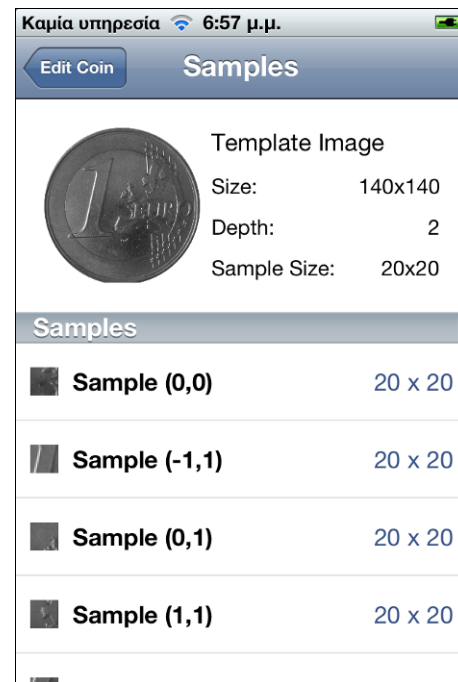 Καμία υπηρεσία 6:57 μ.μ.
Edit Coin Samples
1 EURO
Template Image
Size: 140x140
Depth: 2
Sample Size: 20x20
Samples
Sample (0,0) 20 x 20
Sample (-1,1) 20 x 20
Sample (0,1) 20 x 20
Sample (1,1) 20 x 20